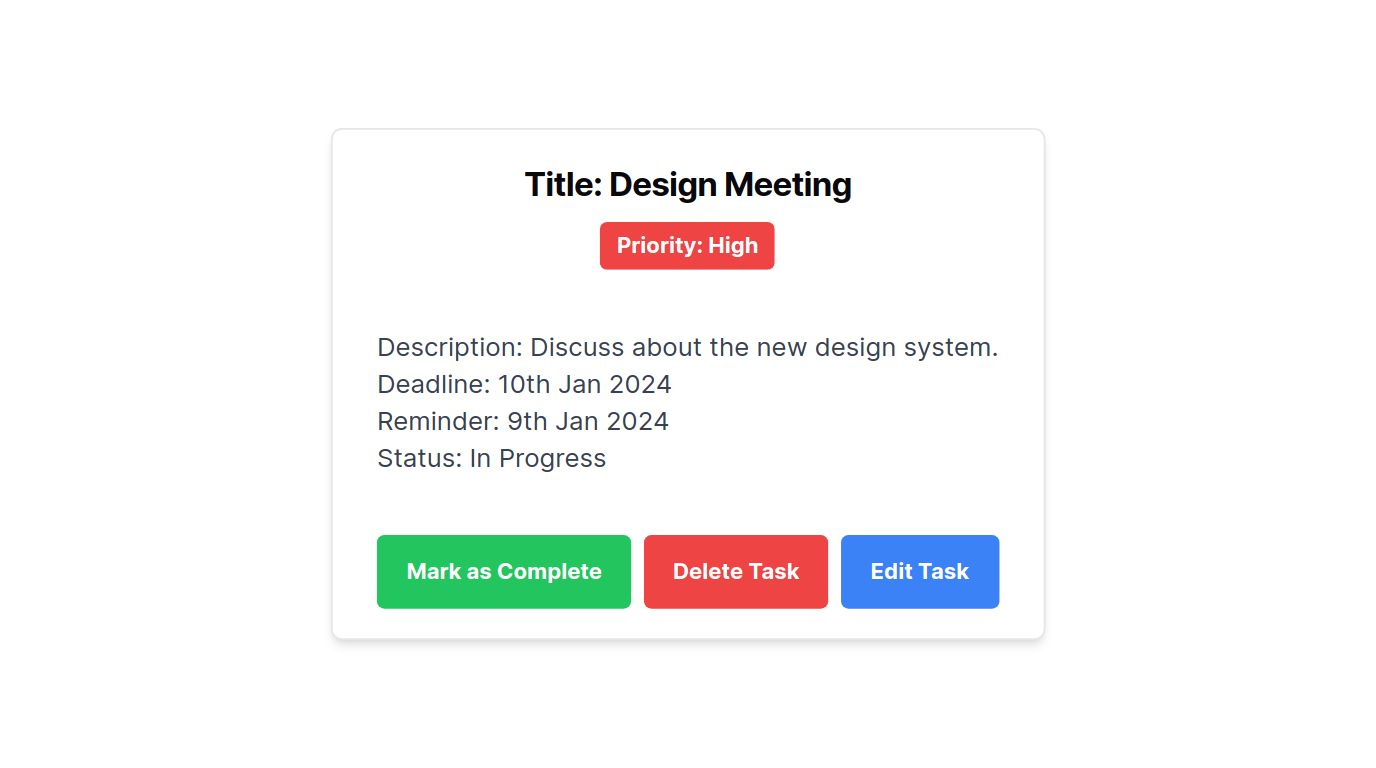 Title: Design Meeting
Priority: High
Description: Discuss about the new design system.
Deadline: 10th Jan 2024
Reminder: 9th Jan 2024
Status: In Progress
Mark as Complete
Delete Task
Edit Task